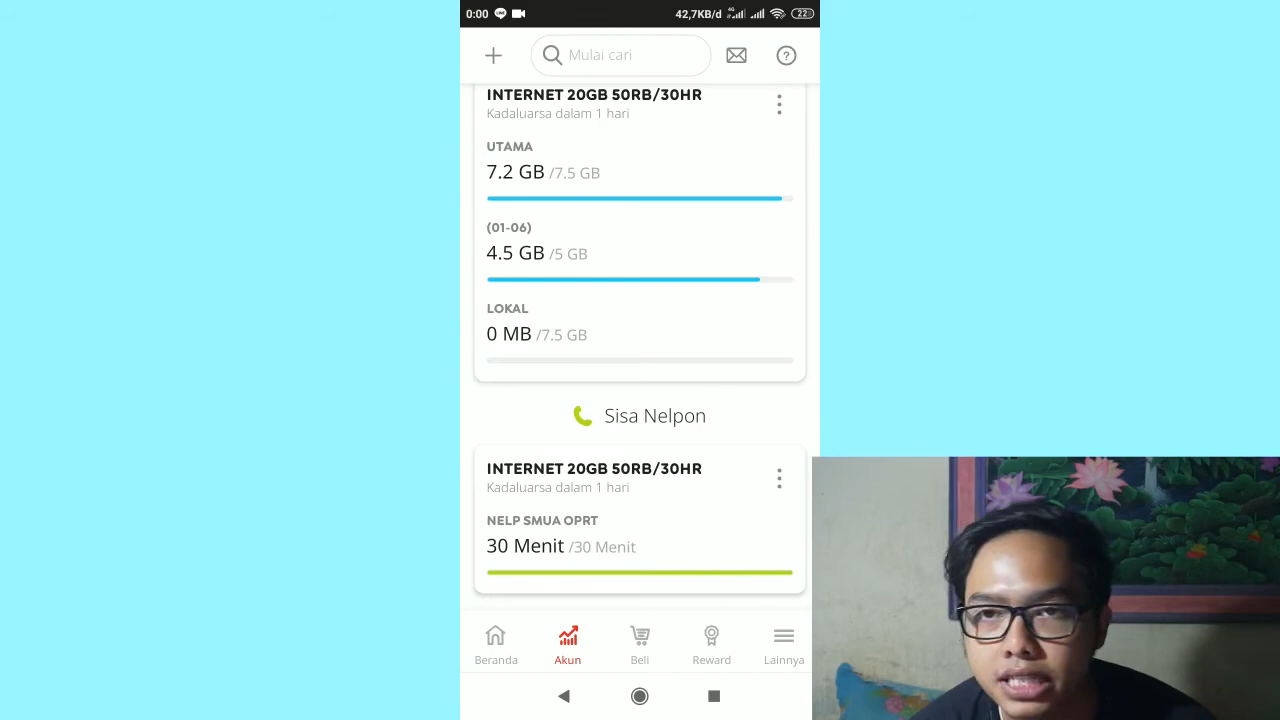 0:00 42,7KB/d 4G 22
Mulai cari
INTERNET 20GB 50RB/30HR
Kadaluarsa dalam 1 hari
UTAMA
7.2 GB /7.5 GB
(01-06)
4.5 GB /5 GB
LOKAL
0 MB /7.5 GB
Sisa Nelpon
INTERNET 20GB 50RB/30HR
Kadaluarsa dalam 1 hari
NELP SMUA OPRT
30 Menit /30 Menit
Beranda Akun Beli Reward Lainnya